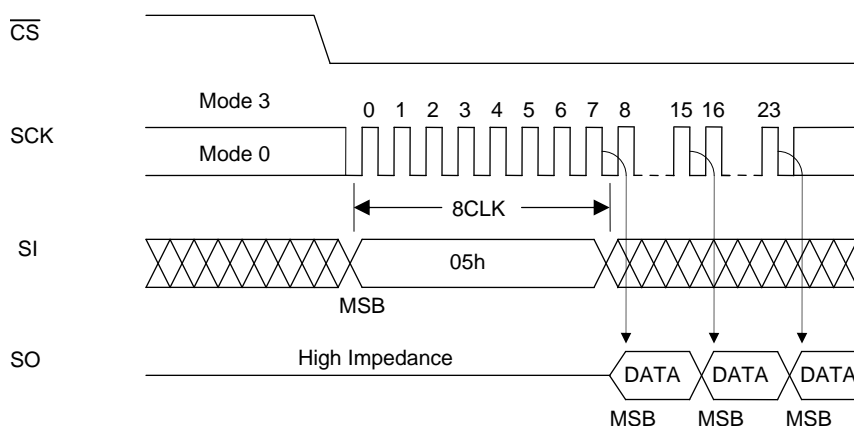 CS
Mode 3
0 1 2 3 4 5 6 7 8 15 16 23
SCK
Mode 0
8CLK
SI
05h
MSB
SO
High Impedance
DATA DATA DATA
MSB MSB MSB